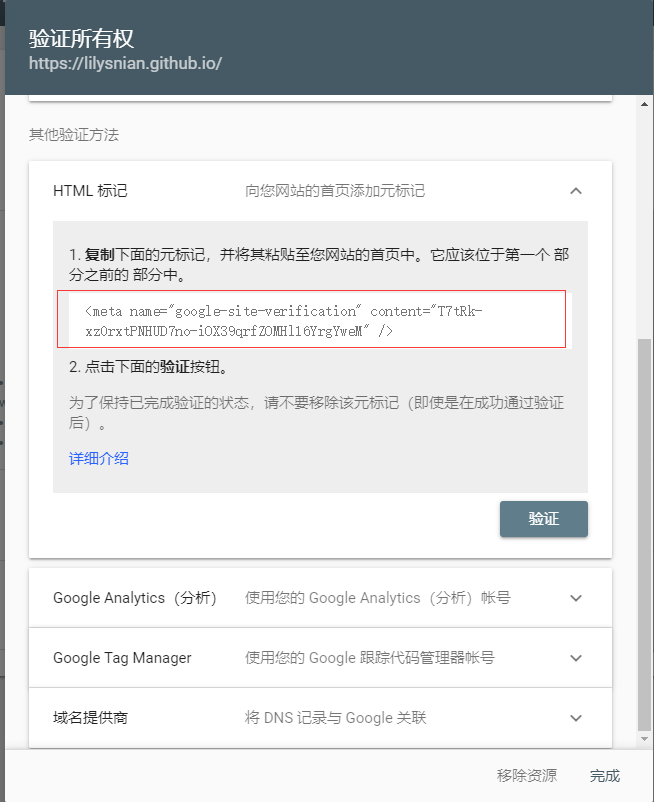 验证所有权
https://lilysnian.github.io/
其他验证方法
HTML 标记 向您网站的首页添加元标记
1. 复制下面的元标记，并将其粘贴至您网站的首页中。它应该位于第一个 部
分之前的 部分中。
<meta name="google-site-verification" content="T7tRk-
xz0rxtPNHUD7no-iOX39qrfZOMHl16YrgYweM" />
2. 点击下面的验证按钮。
为了保持已完成验证的状态，请不要移除该元标记（即使是在成功通过验证
后）。
详细介绍
验证
Google Analytics（分析） 使用您的 Google Analytics（分析）帐号
Google Tag Manager 使用您的 Google 跟踪代码管理器帐号
域名提供商 将 DNS 记录与 Google 关联
移除资源 完成